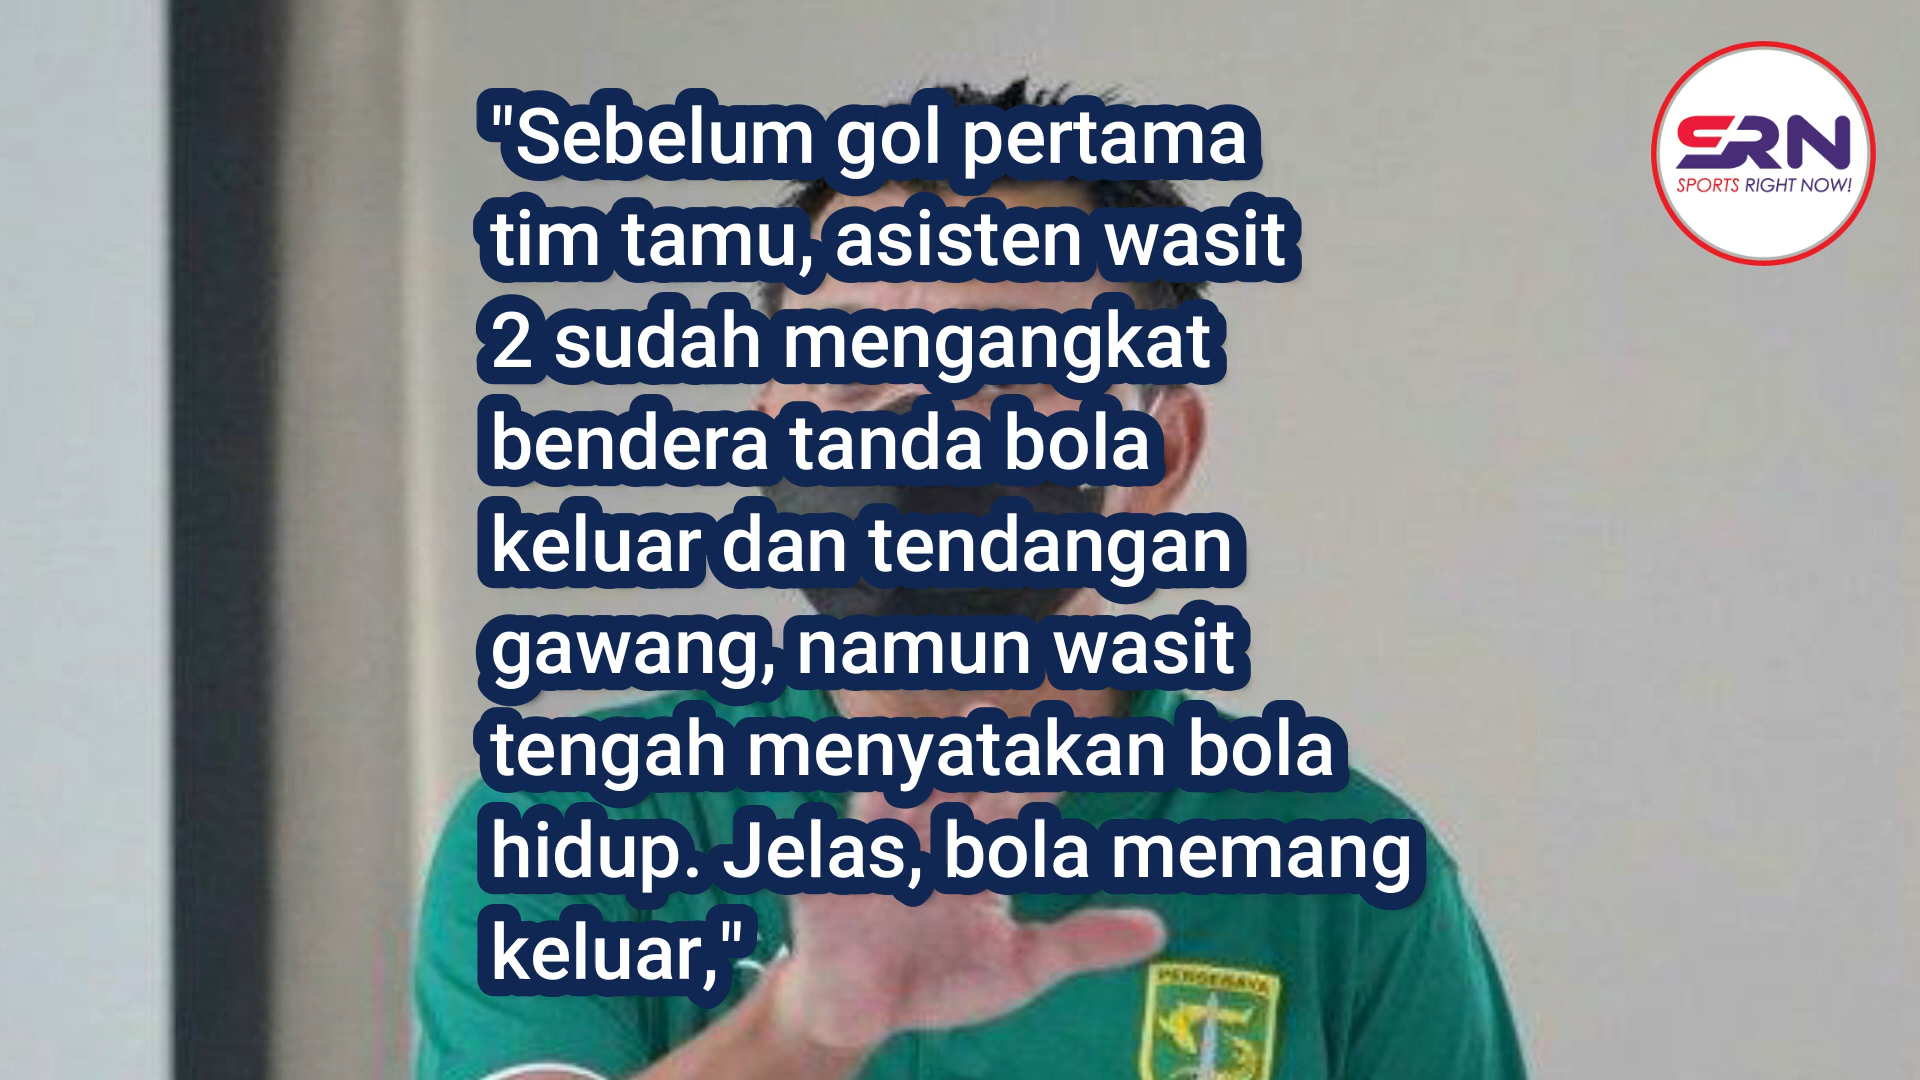 "Sebelum gol pertama
tim tamu, asisten wasit
2 sudah mengangkat
bendera tanda bola
keluar dan tendangan
gawang, namun wasit
tengah menyatakan bola
hidup. Jelas, bola memang
keluar,"
SRN
SPORTS RIGHT NOW!
PERSEBAYA